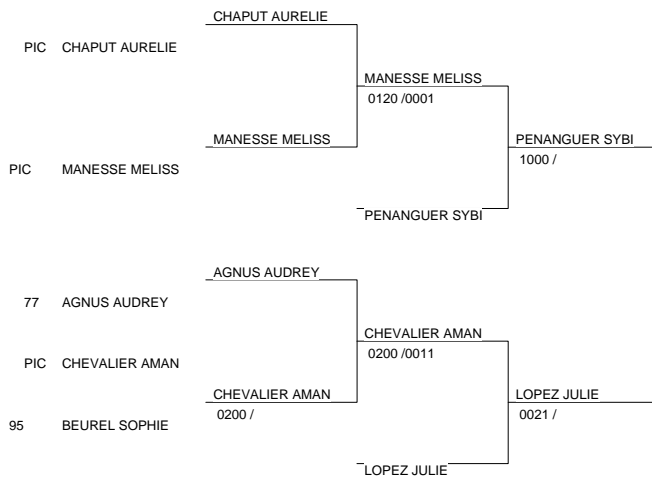 CHAPUT AURELIE
PIC CHAPUT AURELIE
MANESSE MELISS
0120 /0001
MANESSE MELISS
PENANGUER SYBI
1000 /
PIC MANESSE MELISS
PENANGUER SYBI
AGNUS AUDREY
77 AGNUS AUDREY
CHEVALIER AMAN
0200 /0011
PIC CHEVALIER AMAN
CHEVALIER AMAN
0200 /
LOPEZ JULIE
0021 /
95 BEUREL SOPHIE
LOPEZ JULIE